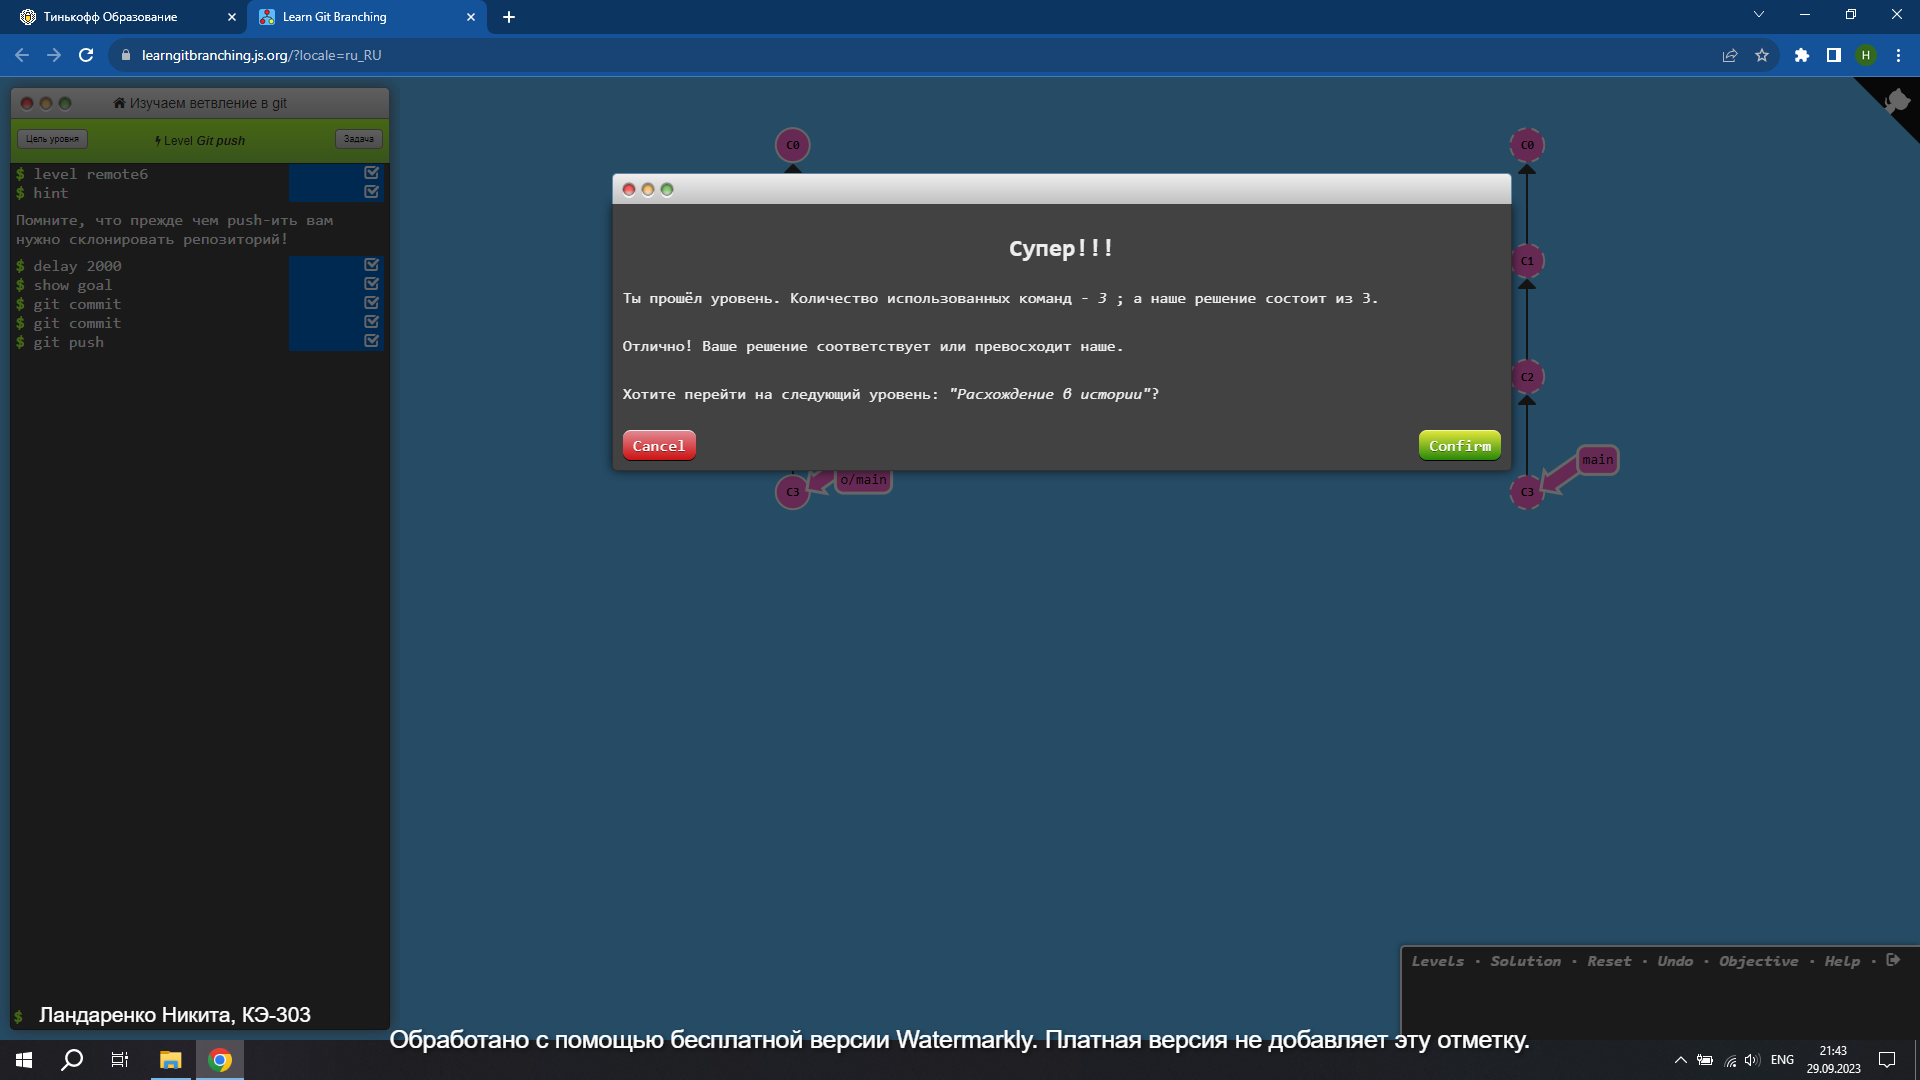 Тинькофф Образование
Learn Git Branching
learngitbranching.js.org/?locale=ru_RU
H
Изучаем ветвление в git
Цель уровня
Level Git push
Задача
$ level remote6
$ hint
Помните, что прежде чем push-ить вам
нужно склонировать репозиторий!
$ delay 2000
$ show goal
$ git commit
$ git commit
$ git push
C0
C0
Супер!!!
Ты прошёл уровень. Количество использованных команд - 3 ; а наше решение состоит из 3.
Отлично! Ваше решение соответствует или превосходит наше.
Хотите перейти на следующий уровень: "Расхождение в истории"?
Cancel
Confirm
C1
C2
o/main
C3
main
C3
Levels · Solution · Reset · Undo · Objective · Help ·
$ Ландаренко Никита, КЭ-303
Обработано с помощью бесплатной версии Watermarkly. Платная версия не добавляет эту отметку.
ENG
21:43
29.09.2023